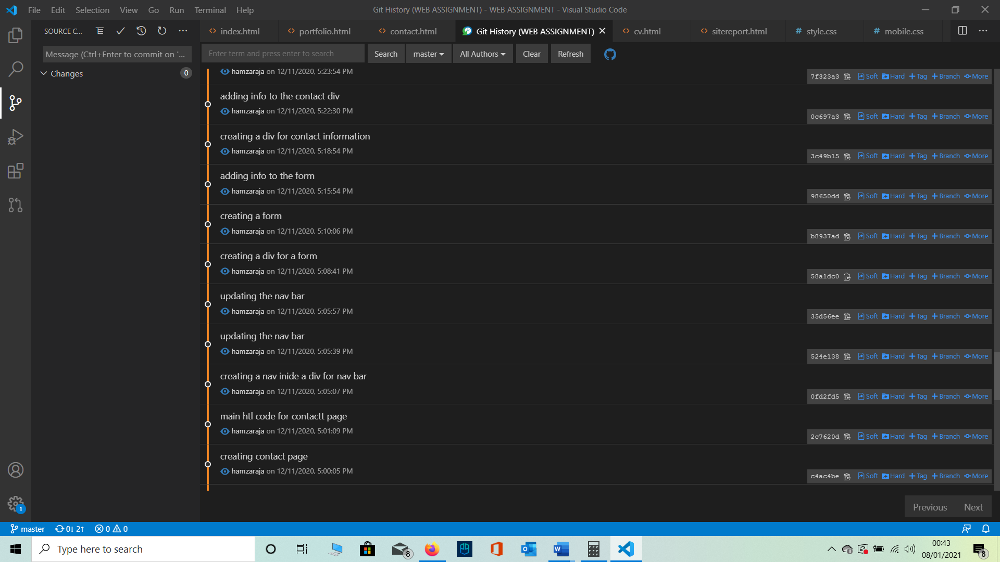 File Edit Selection View Go Run Terminal Help
Git History (WEB ASSIGNMENT) - WEB ASSIGNMENT - Visual Studio Code
SOURCE C...
index.html portfolio.html contact.html Git History (WEB ASSIGNMENT) cv.html sitereport.html # style.css # mobile.css
Message (Ctrl+Enter to commit on '...
Enter term and press enter to search Search master All Authors Clear Refresh
Changes 0
hamzaraja on 12/11/2020, 5:23:54 PM
7f323a3 Soft Hard +Tag +Branch More
adding info to the contact div
hamzaraja on 12/11/2020, 5:22:30 PM
0c697a3 Soft Hard +Tag +Branch More
creating a div for contact information
hamzaraja on 12/11/2020, 5:18:54 PM
3c49b15 Soft Hard +Tag +Branch More
adding info to the form
hamzaraja on 12/11/2020, 5:15:54 PM
98650dd Soft Hard +Tag +Branch More
creating a form
hamzaraja on 12/11/2020, 5:10:06 PM
b8937ad Soft Hard +Tag +Branch More
creating a div for a form
hamzaraja on 12/11/2020, 5:08:41 PM
58a1dc0 Soft Hard +Tag +Branch More
updating the nav bar
hamzaraja on 12/11/2020, 5:05:57 PM
35d56ee Soft Hard +Tag +Branch More
updating the nav bar
hamzaraja on 12/11/2020, 5:05:39 PM
524e138 Soft Hard +Tag +Branch More
creating a nav inide a div for nav bar
hamzaraja on 12/11/2020, 5:05:07 PM
0fd2fd5 Soft Hard +Tag +Branch More
main htl code for contactt page
hamzaraja on 12/11/2020, 5:01:09 PM
2c7620d Soft Hard +Tag +Branch More
creating contact page
hamzaraja on 12/11/2020, 5:00:05 PM
c4ac4be Soft Hard +Tag +Branch More
1
Previous Next
master 0↓ 2↑ 0 0
Type here to search
8
00:43
08/01/2021
8